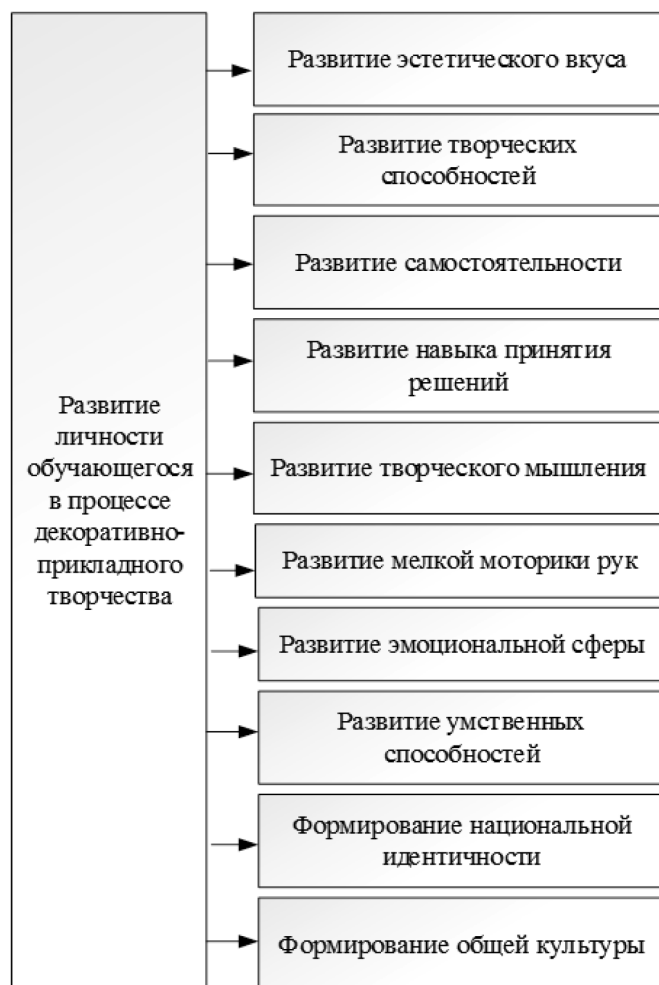 Развитие
личности
обучающегося
в процессе
декоративно-
прикладного
творчества
Развитие эстетического вкуса
Развитие творческих
способностей
Развитие самостоятельности
Развитие навыка принятия
решений
Развитие творческого мышления
Развитие мелкой моторики рук
Развитие эмоциональной сферы
Развитие умственных
способностей
Формирование национальной
идентичности
Формирование общей культуры